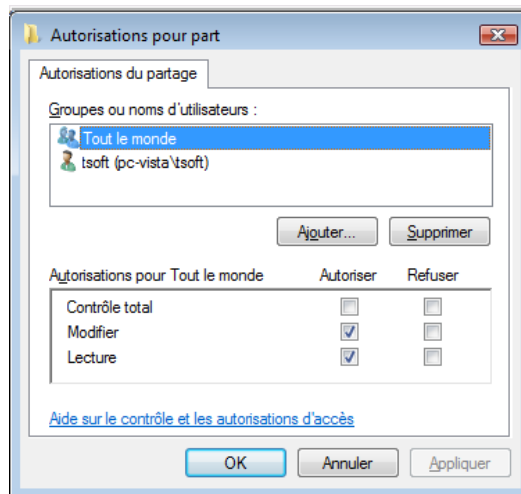 Autorisations pour part
Autorisations du partage
Groupes ou noms d'utilisateurs :
Tout le monde
tsoft (pc-vista\tsoft)
Ajouter... Supprimer
Autorisations pour Tout le monde Autoriser Refuser
Contrôle total
Modifier
Lecture
Aide sur le contrôle et les autorisations d'accès
OK Annuler Appliquer